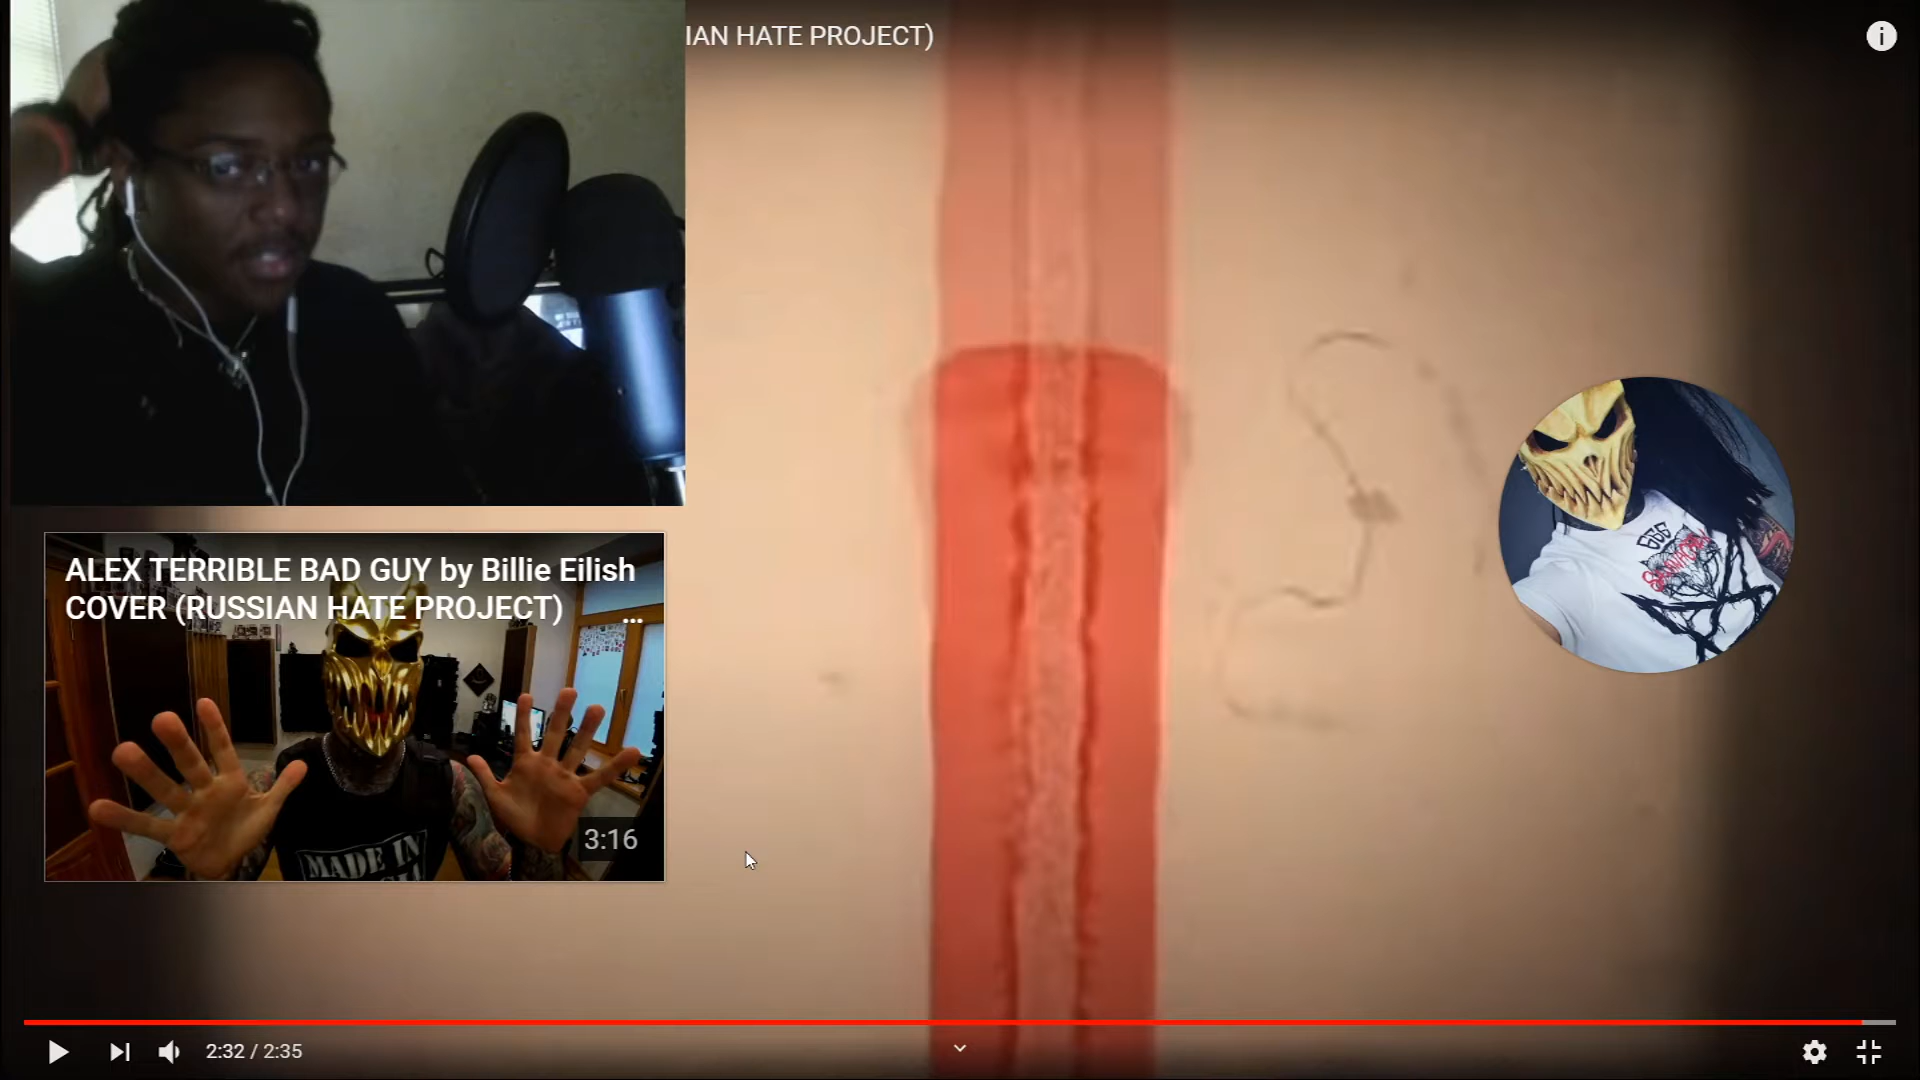 IAN HATE PROJECT)
ALEX TERRIBLE BAD GUY by Billie Eilish
COVER (RUSSIAN HATE PROJECT)
...
MADE IN
3:16
666
2:32 / 2:35